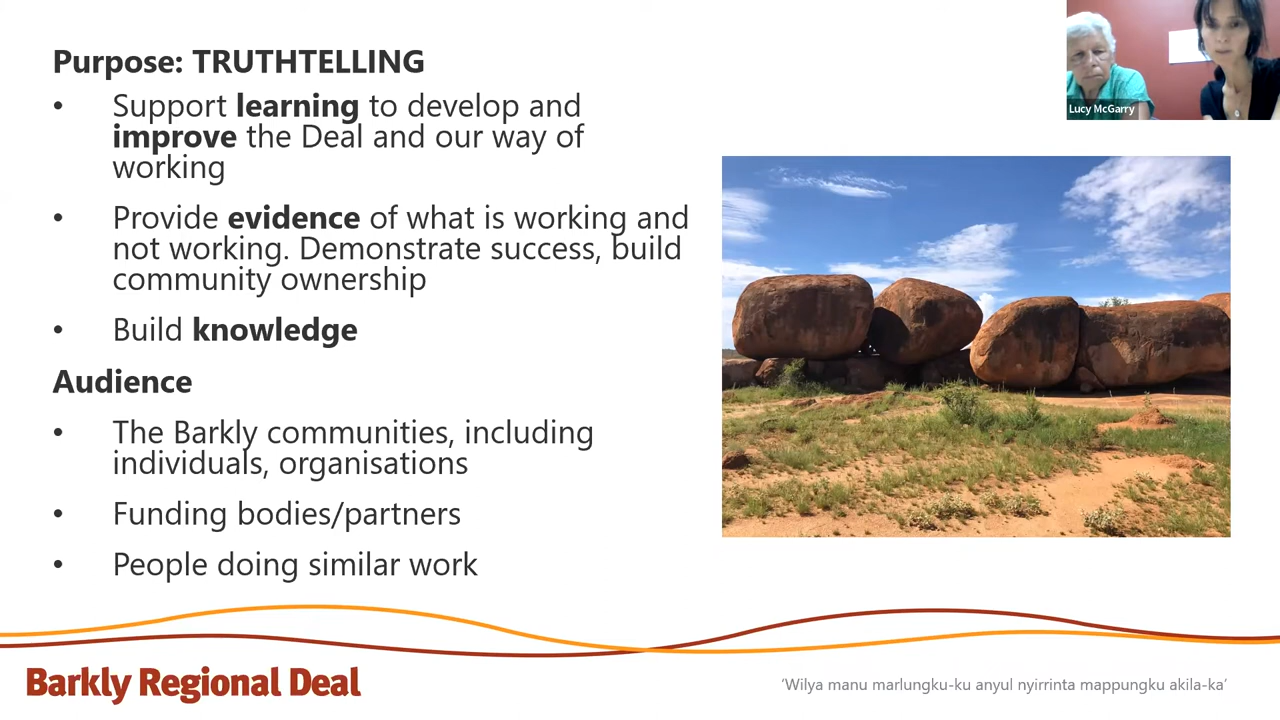 Purpose: TRUTHTELLING
• Support learning to develop and
improve the Deal and our way of
working
• Provide evidence of what is working and
not working. Demonstrate success, build
community ownership
• Build knowledge
Audience
• The Barkly communities, including
individuals, organisations
• Funding bodies/partners
• People doing similar work
Lucy McGarry
Barkly Regional Deal
‘Wilya manu marlungku-ku anyul nyirrinta mappungku akila-ka’